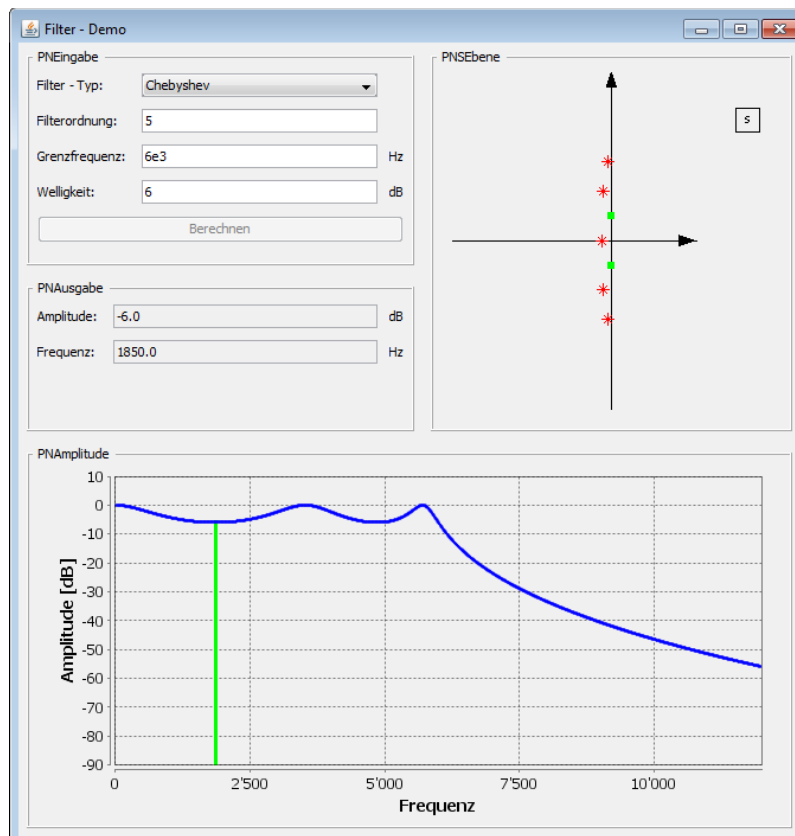 Filter - Demo
PNEingabe
Filter - Typ: Chebyshev
Filterordnung: 5
Grenzfrequenz: 6e3 Hz
Welligkeit: 6 dB
Berechnen
PNAusgabe
Amplitude: -6.0 dB
Frequenz: 1850.0 Hz
PNSEbene
s
PNAmplitude
Amplitude [dB]
10
0
-10
-20
-30
-40
-50
-60
-70
-80
-90
0 2'500 5'000 7'500 10'000
Frequenz